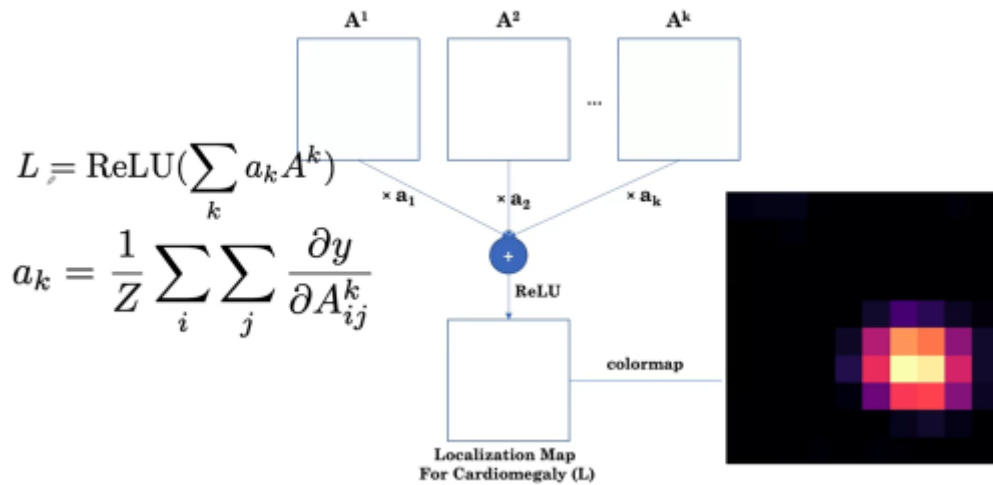 A¹ A² Aᵏ
...
L = ReLU(∑ₖ aₖAᵏ)
× a₁ × a₂ × aₖ
aₖ = 1/Z ∑ᵢ ∑ⱼ ∂y/∂Aᵏᵢⱼ
+
ReLU
colormap
Localization Map
For Cardiomegaly (L)